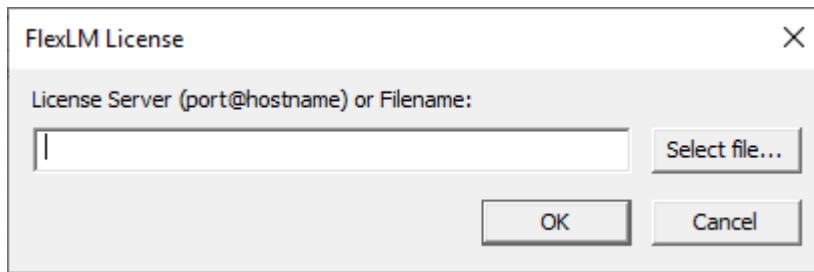 FlexLM License
License Server (port@hostname) or Filename:
Select file...
OK
Cancel